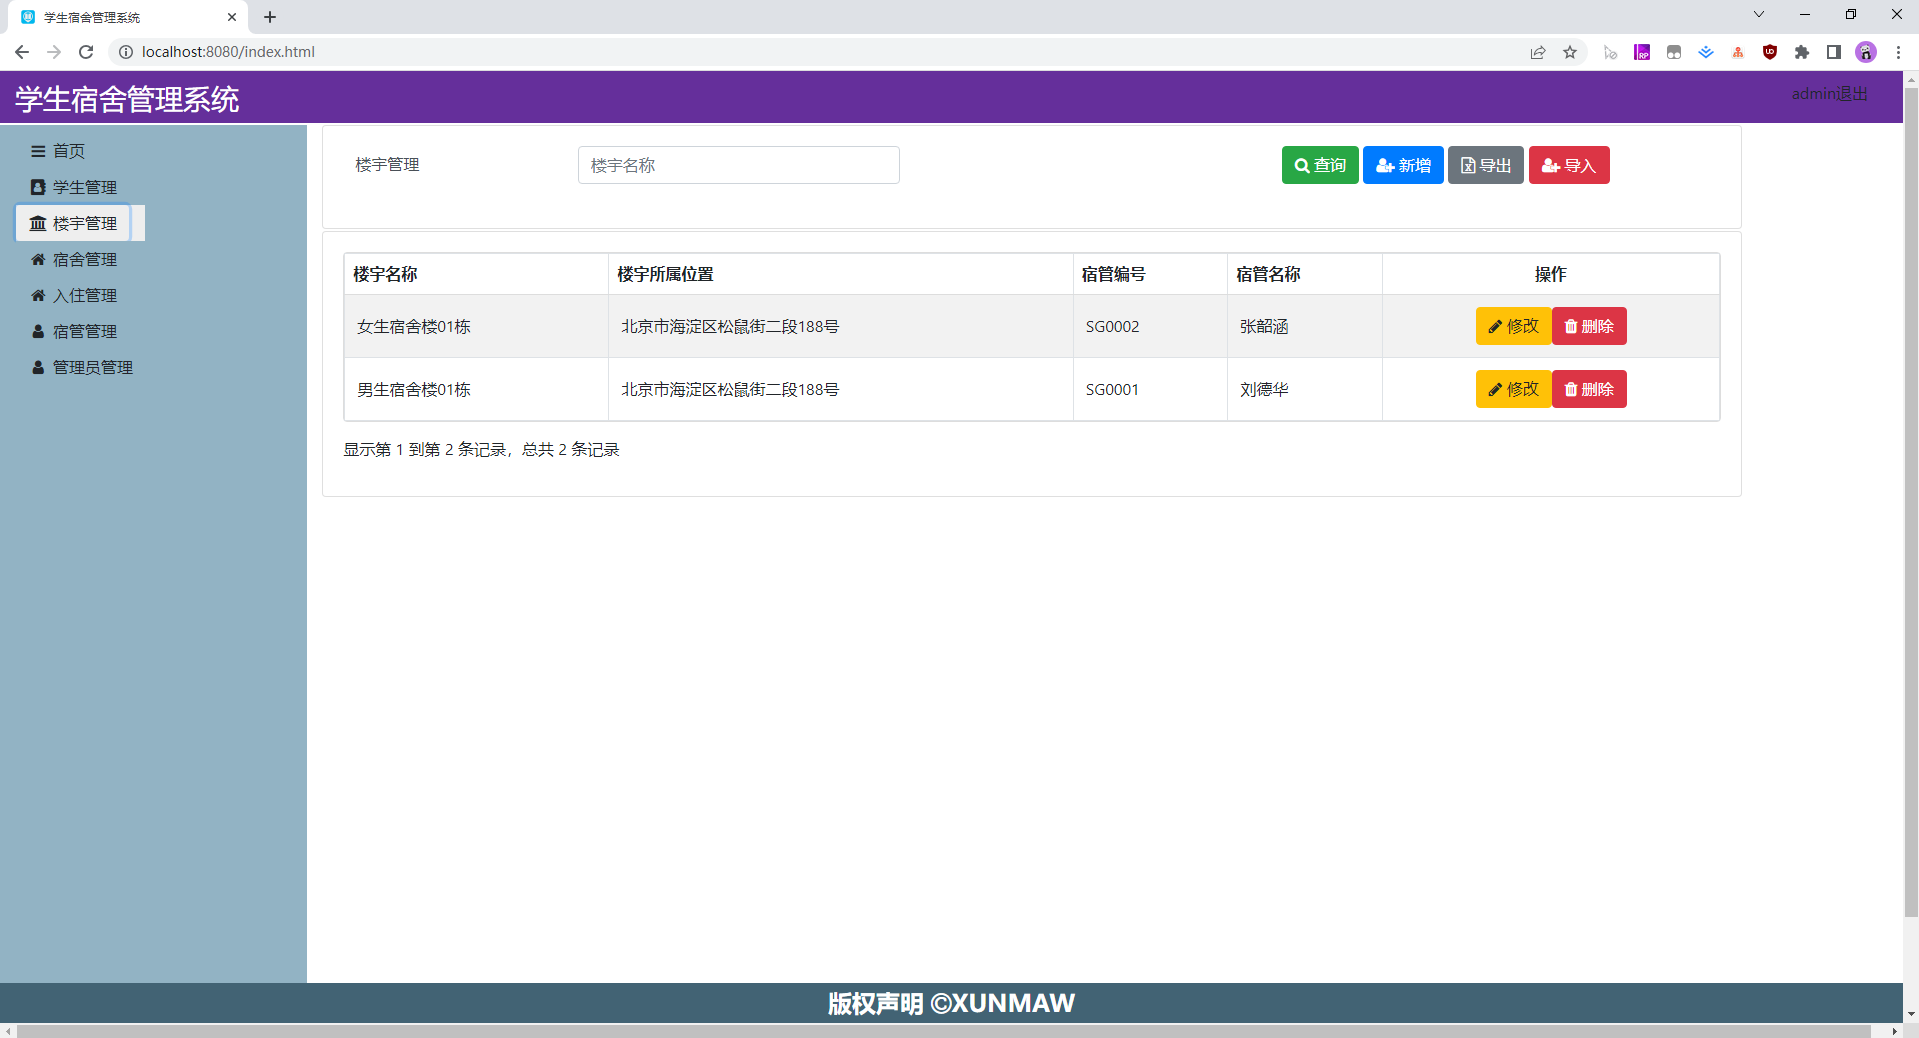 学生宿舍管理系统
localhost:8080/index.html
学生宿舍管理系统
admin退出
首页
学生管理
楼宇管理
宿舍管理
入住管理
宿管管理
管理员管理
楼宇管理 楼宇名称 查询 新增 导出 导入
楼宇名称 楼宇所属位置 宿管编号 宿管名称 操作
女生宿舍楼01栋 北京市海淀区松鼠街二段188号 SG0002 张韶涵 修改 删除
男生宿舍楼01栋 北京市海淀区松鼠街二段188号 SG0001 刘德华 修改 删除
显示第 1 到第 2 条记录，总共 2 条记录
版权声明 ©XUNMAW